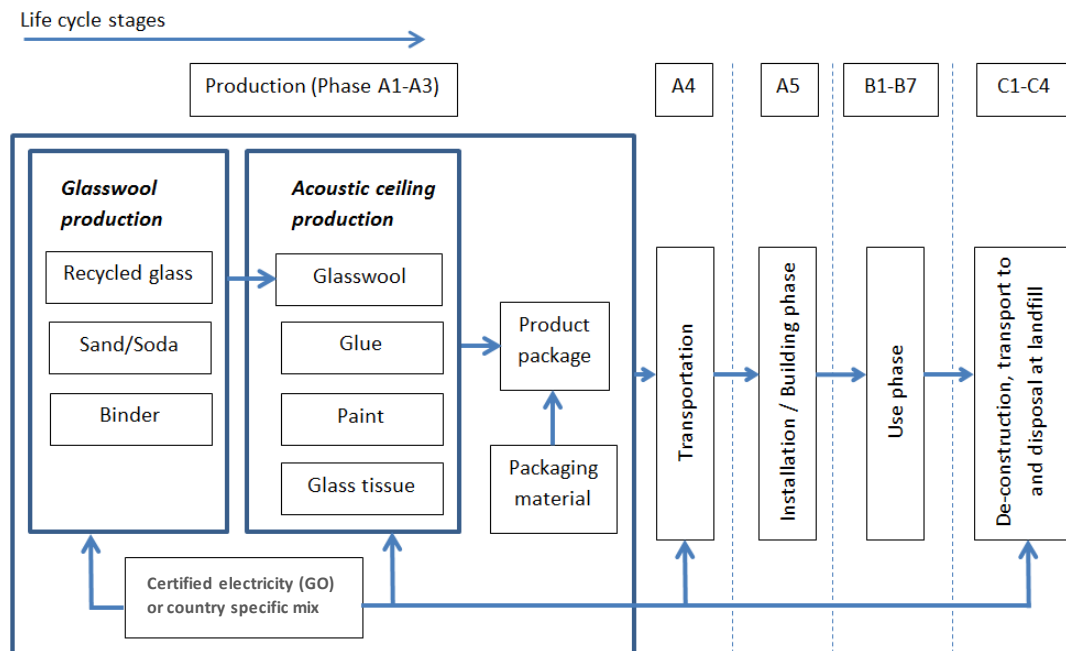 Life cycle stages
Production (Phase A1-A3)
A4
A5
B1-B7
C1-C4
Glasswool
production
Recycled glass
Sand/Soda
Binder
Acoustic ceiling
production
Glasswool
Glue
Paint
Glass tissue
Product
package
Packaging
material
Certified electricity (GO)
or country specific mix
Transportation
Installation / Building phase
Use phase
De-construction, transport to
and disposal at landfill